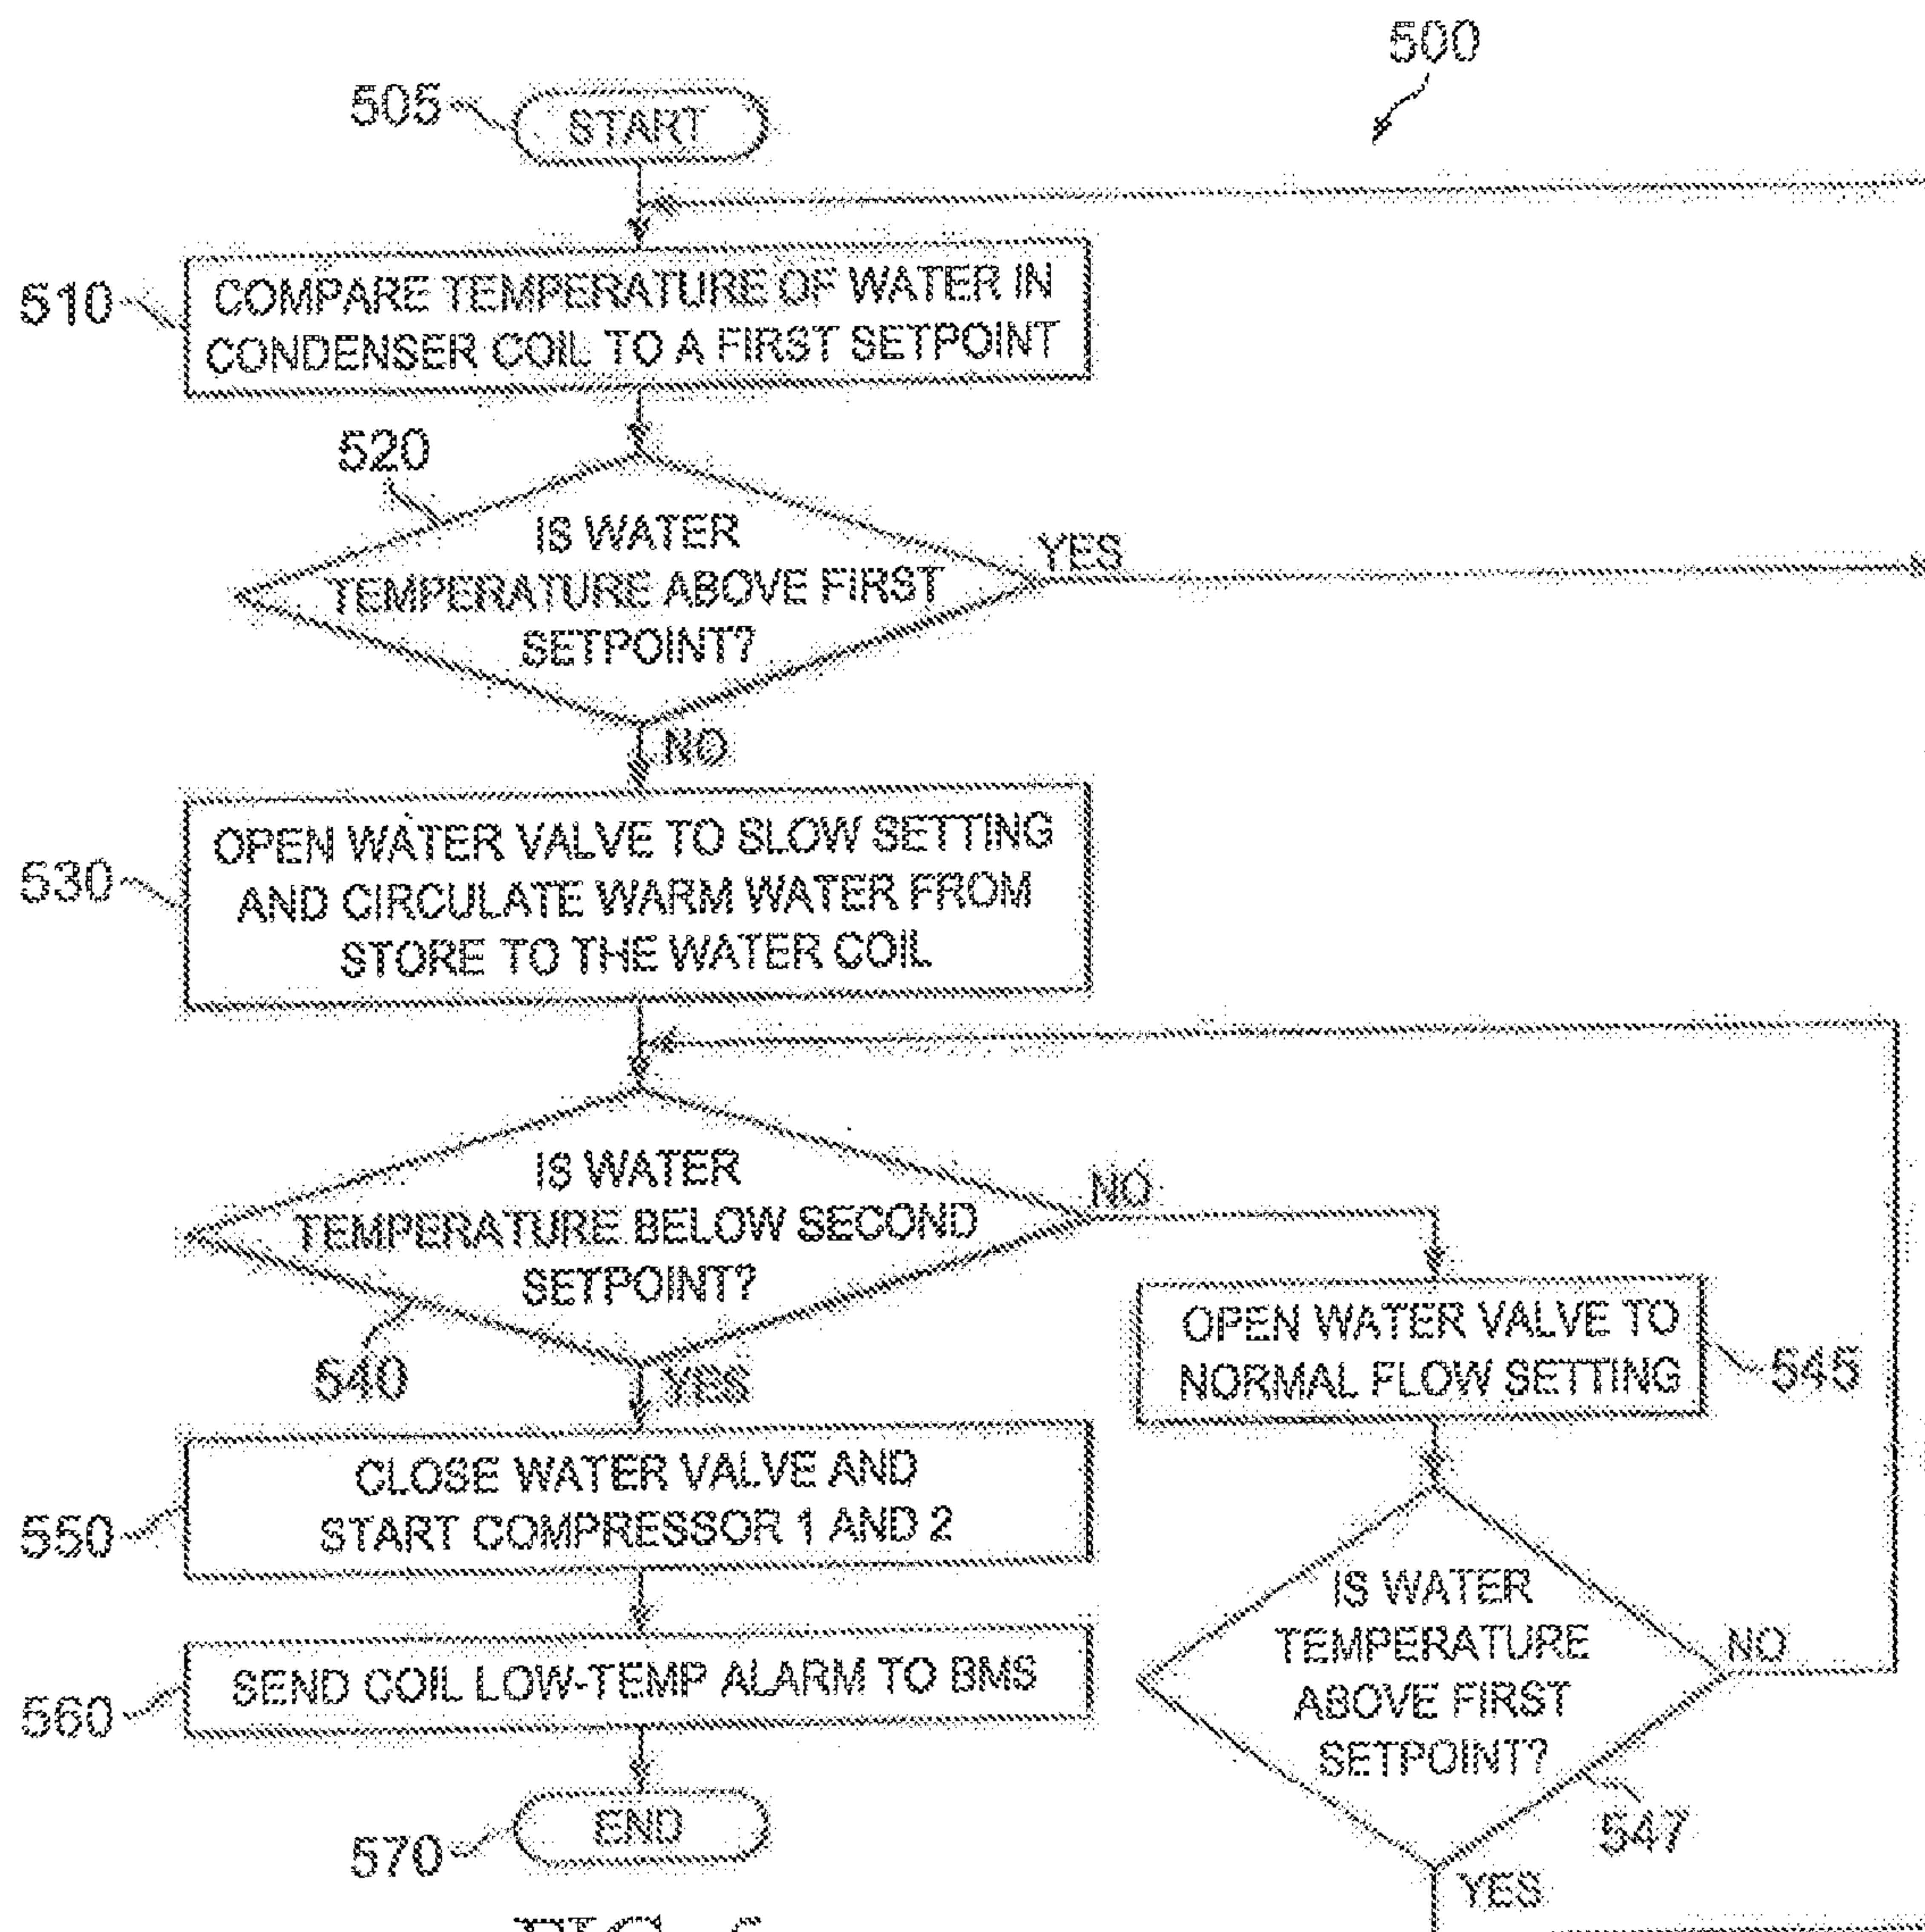 500
505
START
510
COMPARE TEMPERATURE OF WATER IN
CONDENSER COIL TO A FIRST SETPOINT
520
IS WATER
TEMPERATURE ABOVE FIRST
SETPOINT?
YES
NO
530
OPEN WATER VALVE TO SLOW SETTING
AND CIRCULATE WARM WATER FROM
STORE TO THE WATER COIL
IS WATER
TEMPERATURE BELOW SECOND
SETPOINT?
NO
540
YES
OPEN WATER VALVE TO
NORMAL FLOW SETTING
545
550
CLOSE WATER VALVE AND
START COMPRESSOR 1 AND 2
IS WATER
TEMPERATURE
ABOVE FIRST
SETPOINT?
NO
547
YES
560
SEND COIL LOW-TEMP ALARM TO BMS
570
END